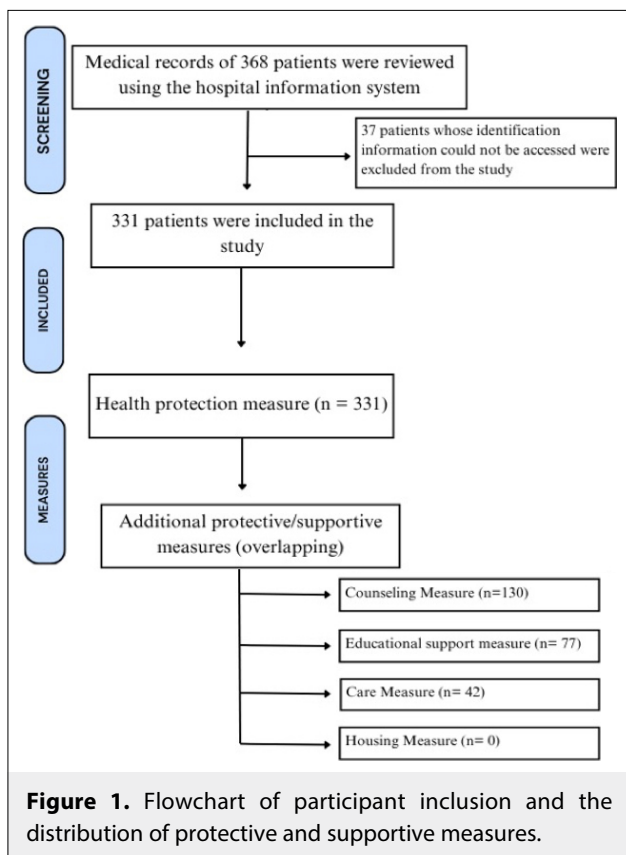 SCREENING
Medical records of 368 patients were reviewed
using the hospital information system
37 patients whose identification
information could not be accessed were
excluded from the study
331 patients were included in the
study
INCLUDED
Health protection measure (n = 331)
MEASURES
Additional protective/supportive
measures (overlapping)
Counseling Measure (n=130)
Educational support measure (n= 77)
Care Measure (n= 42)
Housing Measure (n= 0)
Figure 1. Flowchart of participant inclusion and the
distribution of protective and supportive measures.